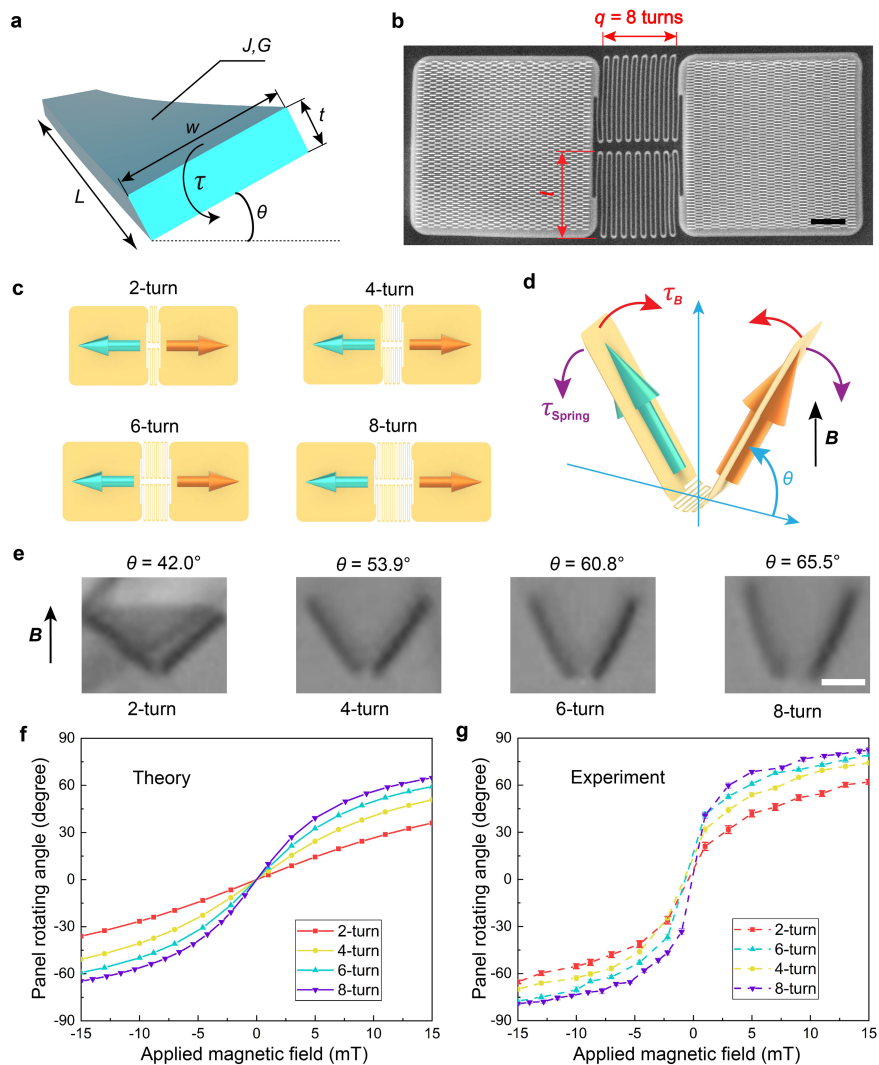 a
J,G
w
t
L
τ
θ
b
q = 8 turns
l
c
2-turn
4-turn
6-turn
8-turn
d
τB
τSpring
B
θ
e
θ = 42.0°
θ = 53.9°
θ = 60.8°
θ = 65.5°
B
2-turn
4-turn
6-turn
8-turn
f
Theory
Panel rotating angle (degree)
90
60
30
0
-30
-60
-90
-15
-10
-5
0
5
10
15
Applied magnetic field (mT)
2-turn
4-turn
6-turn
8-turn
g
Experiment
Panel rotating angle (degree)
90
60
30
0
-30
-60
-90
-15
-10
-5
0
5
10
15
Applied magnetic field (mT)
2-turn
6-turn
4-turn
8-turn